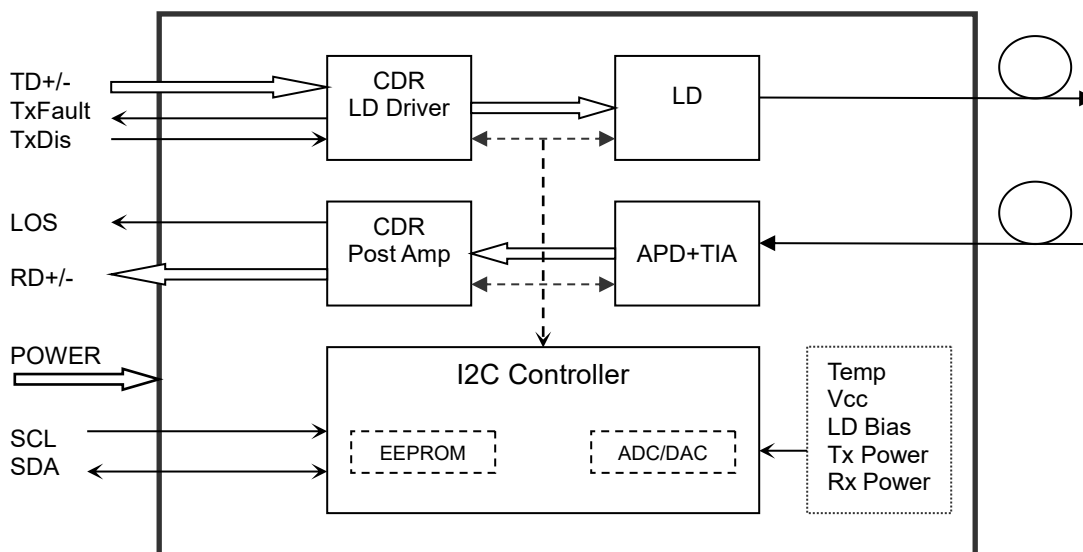 TD+/-
TxFault
TxDis
CDR
LD Driver
LD
LOS
RD+/-
CDR
Post Amp
APD+TIA
POWER
SCL
SDA
I2C Controller
EEPROM
ADC/DAC
Temp
Vcc
LD Bias
Tx Power
Rx Power